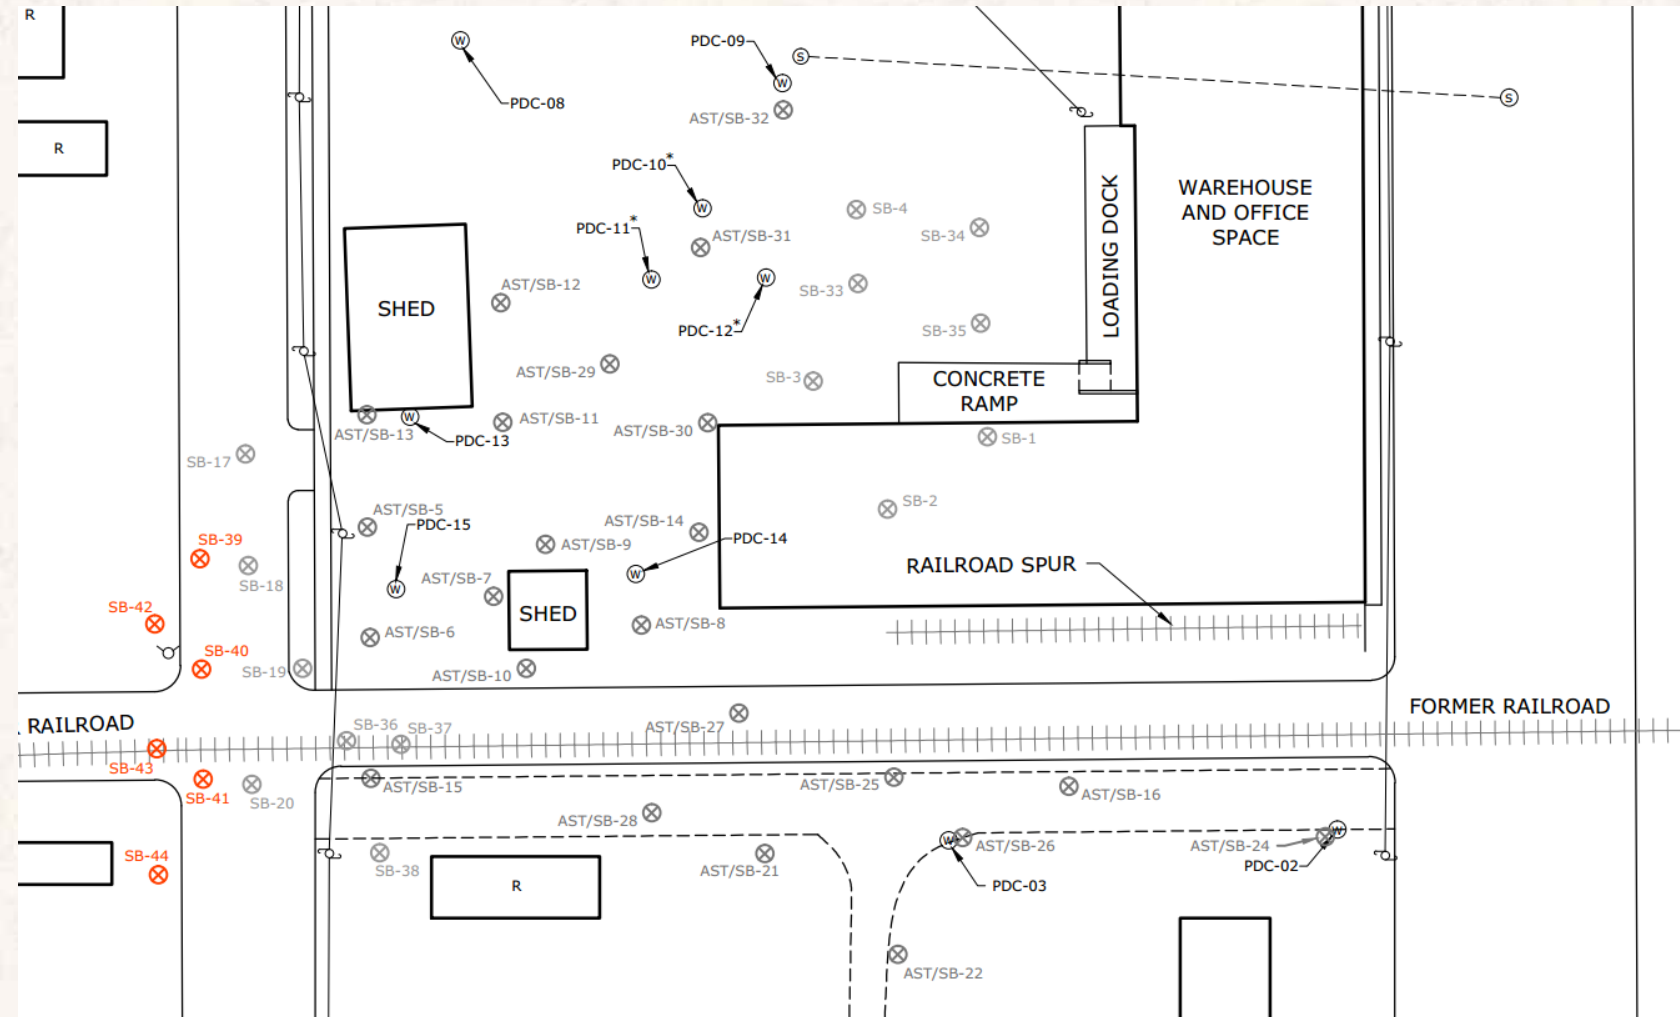 R
W
PDC-08
PDC-09
S
W
AST/SB-32
S
R
PDC-10*
W
PDC-11*
W
AST/SB-31
SB-4
SB-34
LOADING DOCK
WAREHOUSE
AND OFFICE
SPACE
SHED
AST/SB-12
W
PDC-12*
SB-33
SB-35
AST/SB-29
SB-3
CONCRETE
RAMP
AST/SB-13
W
PDC-13
AST/SB-11
AST/SB-30
SB-1
SB-17
SB-2
AST/SB-5
PDC-15
W
AST/SB-14
PDC-14
W
AST/SB-9
SB-39
SB-18
AST/SB-7
SHED
RAILROAD SPUR
SB-42
AST/SB-6
AST/SB-8
SB-40
SB-19
AST/SB-10
RAILROAD
SB-36
SB-37
AST/SB-27
FORMER RAILROAD
SB-43
SB-41
SB-20
AST/SB-15
AST/SB-25
AST/SB-16
AST/SB-28
W
AST/SB-26
AST/SB-24
W
PDC-02
PDC-03
SB-44
SB-38
R
AST/SB-21
AST/SB-22